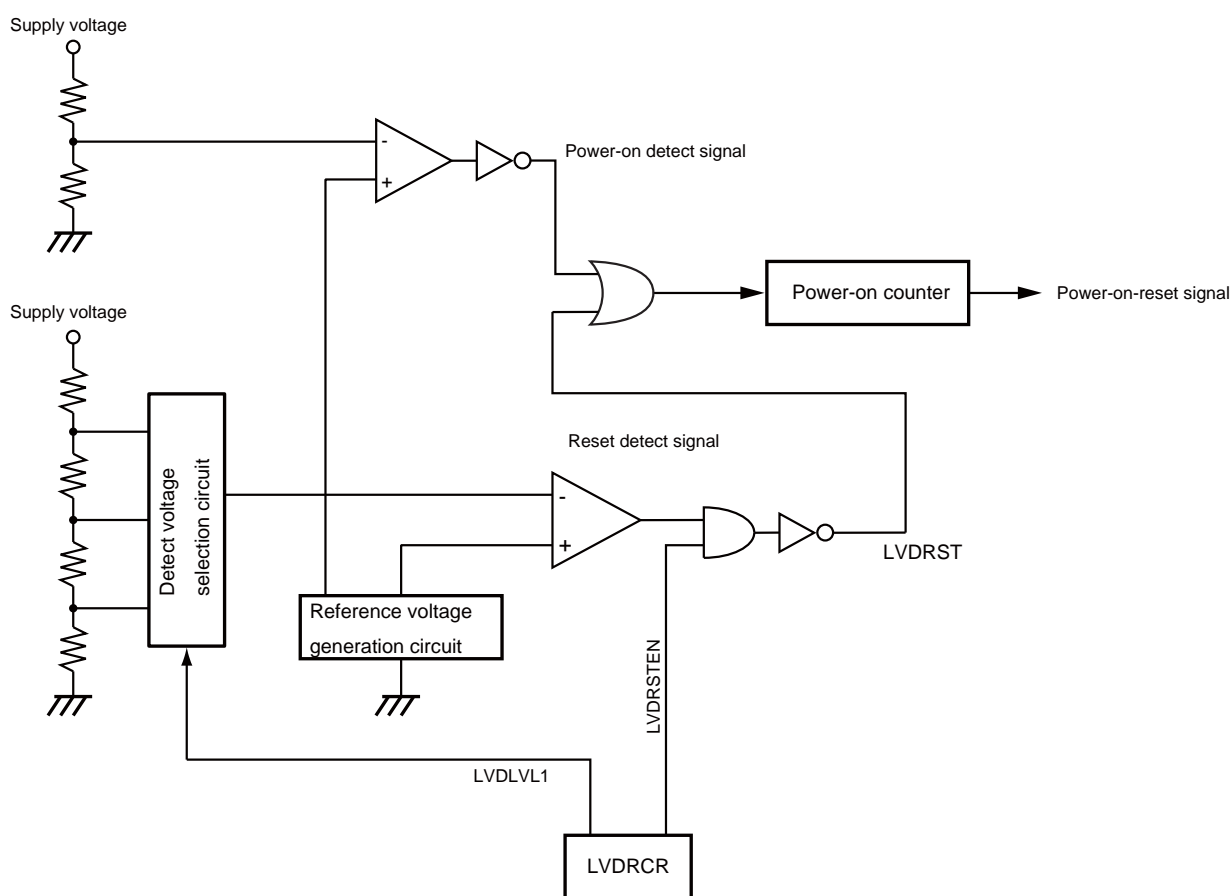 Supply voltage
-
+
Power-on detect signal
Power-on counter
Power-on-reset signal
Supply voltage
Detect voltage
selection circuit
Reset detect signal
-
+
LVDRST
Reference voltage
generation circuit
LVDRSTEN
LVDLVL1
LVDRCR